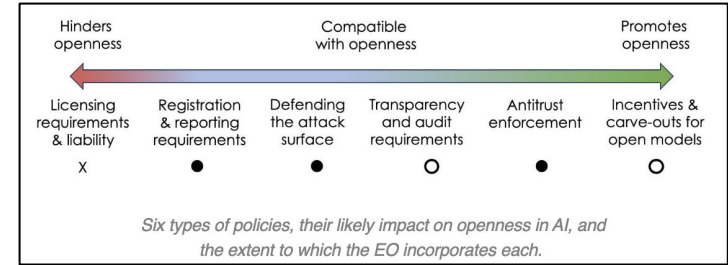 Hinders
openness
Compatible
with openness
Promotes
openness
Licensing
requirements
& liability
X
Registration
& reporting
requirements
Defending
the attack
surface
Transparency
and audit
requirements
Antitrust
enforcement
Incentives &
carve-outs for
open models
Six types of policies, their likely impact on openness in AI, and
the extent to which the EO incorporates each.